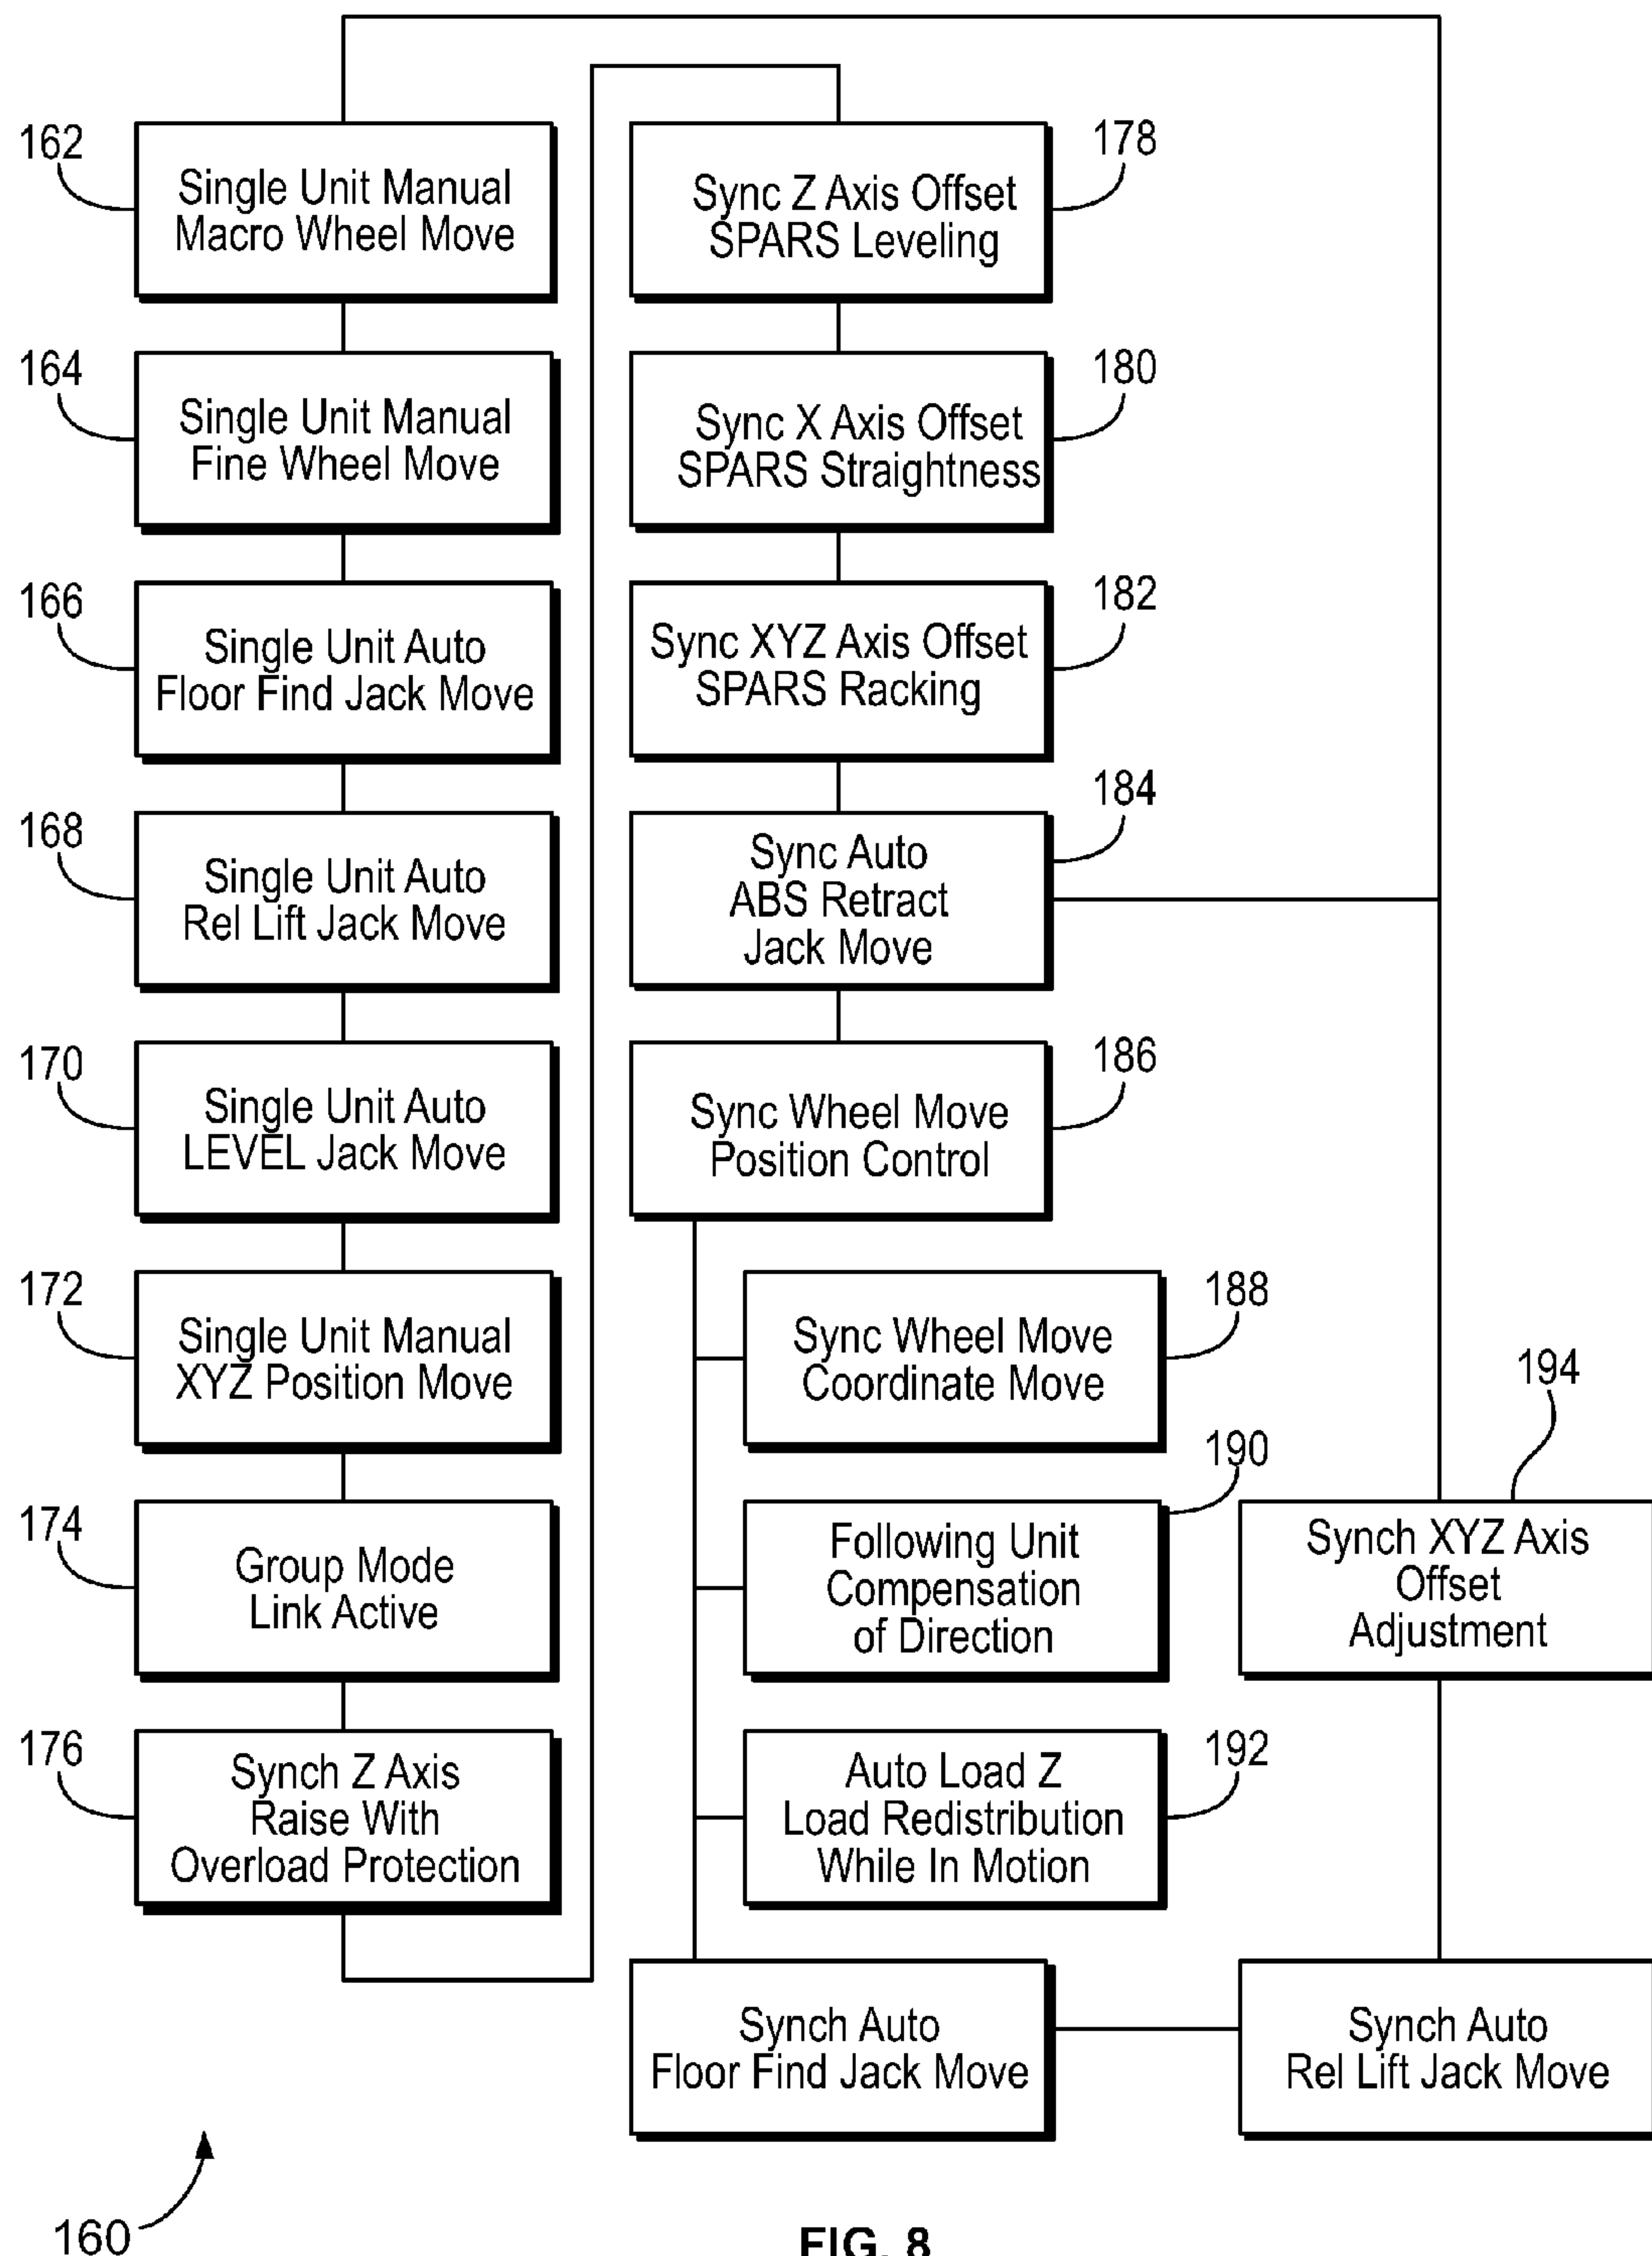 162
Single Unit Manual
Macro Wheel Move
164
Single Unit Manual
Fine Wheel Move
166
Single Unit Auto
Floor Find Jack Move
168
Single Unit Auto
Rel Lift Jack Move
170
Single Unit Auto
LEVEL Jack Move
172
Single Unit Manual
XYZ Position Move
174
Group Mode
Link Active
176
Synch Z Axis
Raise With
Overload Protection
178
Sync Z Axis Offset
SPARS Leveling
180
Sync X Axis Offset
SPARS Straightness
182
Sync XYZ Axis Offset
SPARS Racking
184
Sync Auto
ABS Retract
Jack Move
186
Sync Wheel Move
Position Control
188
Sync Wheel Move
Coordinate Move
190
Following Unit
Compensation
of Direction
192
Auto Load Z
Load Redistribution
While In Motion
194
Synch XYZ Axis
Offset
Adjustment
Synch Auto
Floor Find Jack Move
Synch Auto
Rel Lift Jack Move
160
FIG. 8